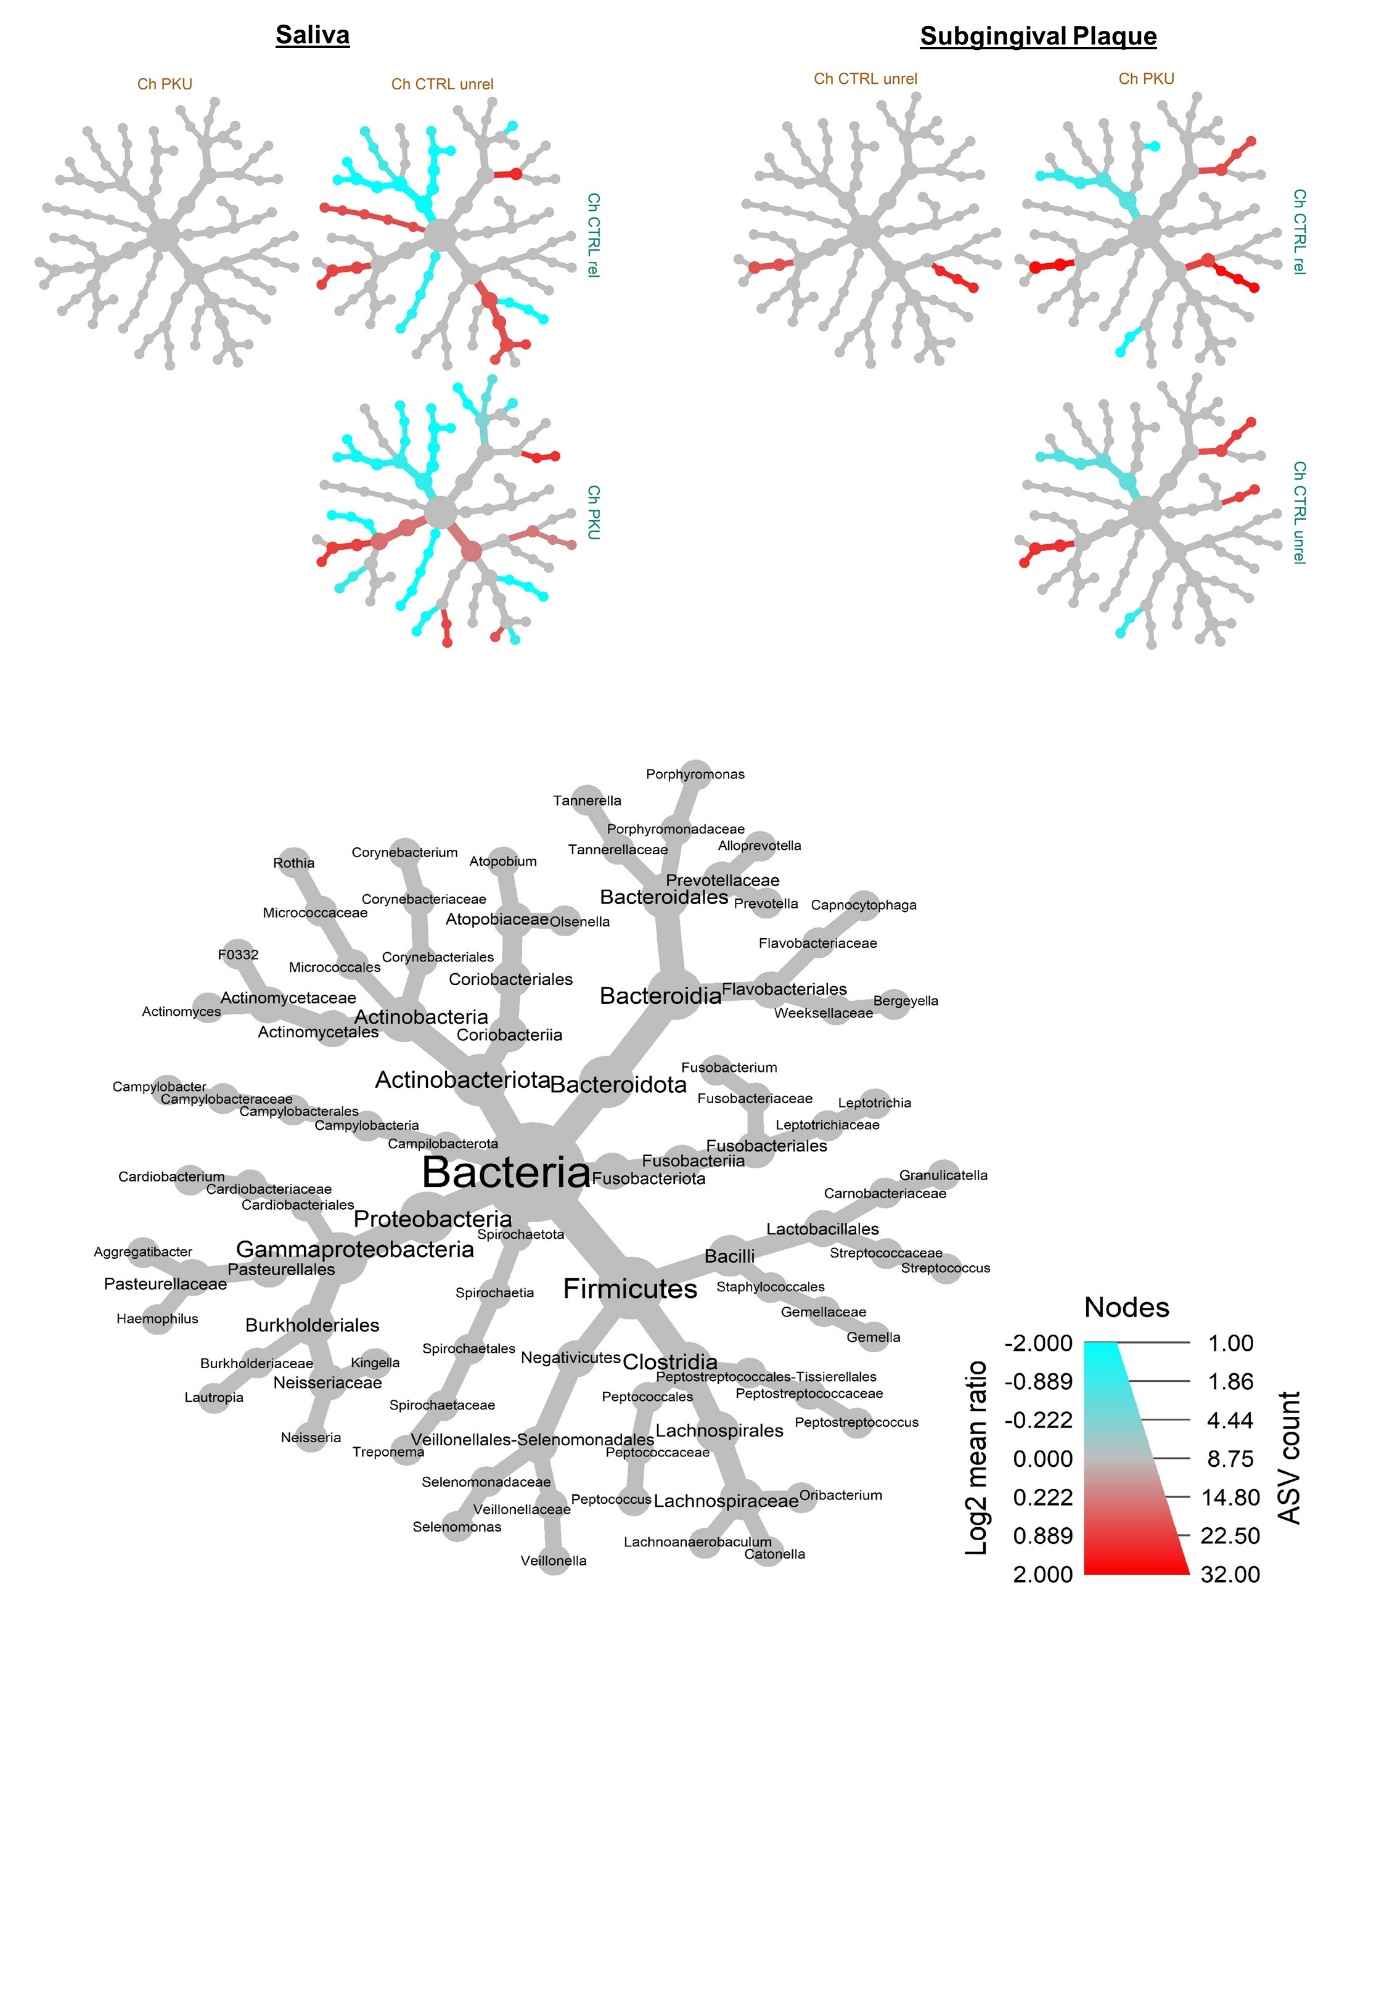 Saliva
Subgingival Plaque
Ch PKU
Ch CTRL unrel
Ch CTRL unrel
Ch PKU
Ch CTRL rel
Ch CTRL rel
Ch PKU
Ch CTRL unrel
Porphyromonas
Tannerella
Porphyromonadaceae
Tannerellaceae
Alloprevotella
Rothia
Corynebacterium
Atopobium
Prevotellaceae
Bacteroidales
Prevotella
Capnocytophaga
Corynebacteriaceae
Micrococcaceae
Atopobiaceae
Olsenella
Flavobacteriaceae
F0332
Micrococcales
Corynebacteriales
Coriobacteriales
Flavobacteriales
Bacteroidia
Actinomycetaceae
Actinomyces
Actinobacteria
Weeksellaceae
Bergeyella
Actinomycetales
Coriobacteriia
Fusobacterium
Actinobacteriota
Bacteroidota
Campylobacter
Campylobacteraceae
Fusobacteriaceae
Leptotrichia
Campylobacterales
Campylobacteria
Leptotrichiaceae
Campilobacterota
Fusobacteriales
Bacteria
Fusobacteriia
Fusobacteriota
Cardiobacterium
Cardiobacteriaceae
Cardiobacteriales
Granulicatella
Carnobacteriaceae
Proteobacteria
Spirochaetota
Lactobacillales
Aggregatibacter
Gammaproteobacteria
Bacilli
Streptococcaceae
Pasteurellales
Streptococcus
Pasteurellaceae
Spirochaetia
Firmicutes
Staphylococcales
Haemophilus
Burkholderiales
Gemellaceae
Gemella
Spirochaetales
Negativicutes
Clostridia
Burkholderiaceae
Kingella
Peptostreptococcales-Tissierellales
Neisseriaceae
Peptococcales
Peptostreptococcaceae
Lautropia
Spirochaetaceae
Peptostreptococcus
Neisseria
Lachnospirales
Veillonellales-Selenomonadales
Treponema
Peptococcaceae
Selenomonadaceae
Oribacterium
Peptococcus
Lachnospiraceae
Veillonellaceae
Selenomonas
Lachnoanaerobaculum
Catonella
Veillonella
Nodes
-2.000
1.00
-0.889
1.86
-0.222
4.44
0.000
8.75
0.222
14.80
0.889
22.50
2.000
32.00
Log2 mean ratio
ASV count